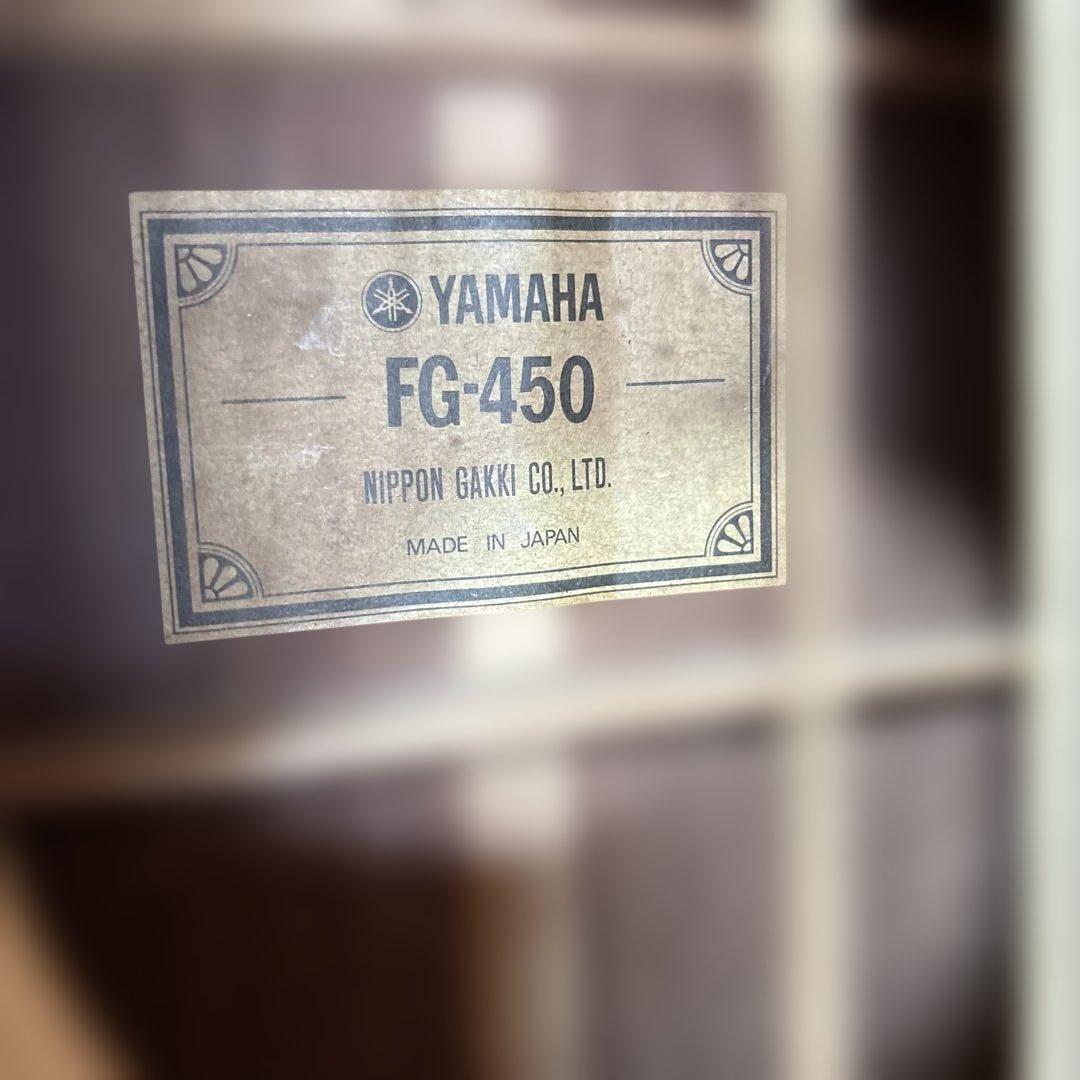 YAMAHA
FG-450
NIPPON GAKKI CO., LTD.
MADE IN JAPAN